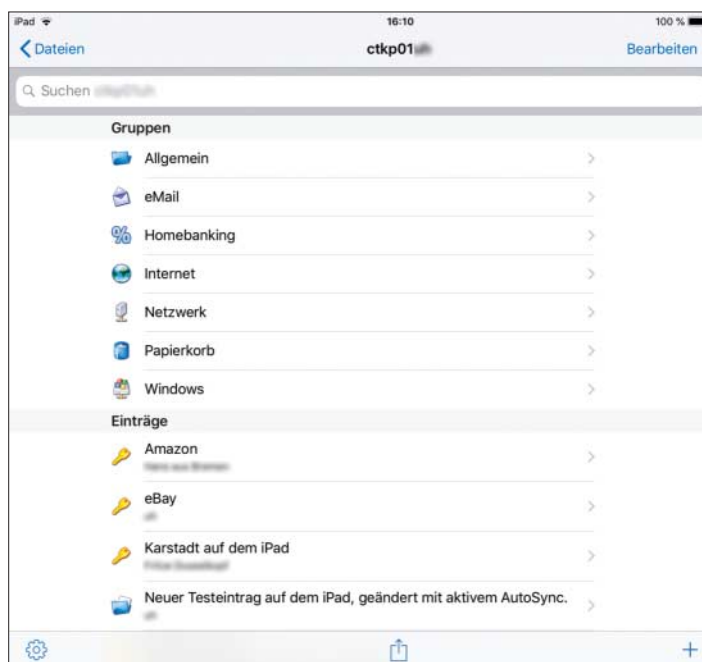 iPad 16:10 100 %
Dateien ctkp01 Bearbeiten
Suchen
Gruppen
Allgemein
eMail
Homebanking
Internet
Netzwerk
Papierkorb
Windows
Einträge
Amazon
eBay
Karstadt auf dem iPad
Neuer Testeintrag auf dem iPad, geändert mit aktivem AutoSync.